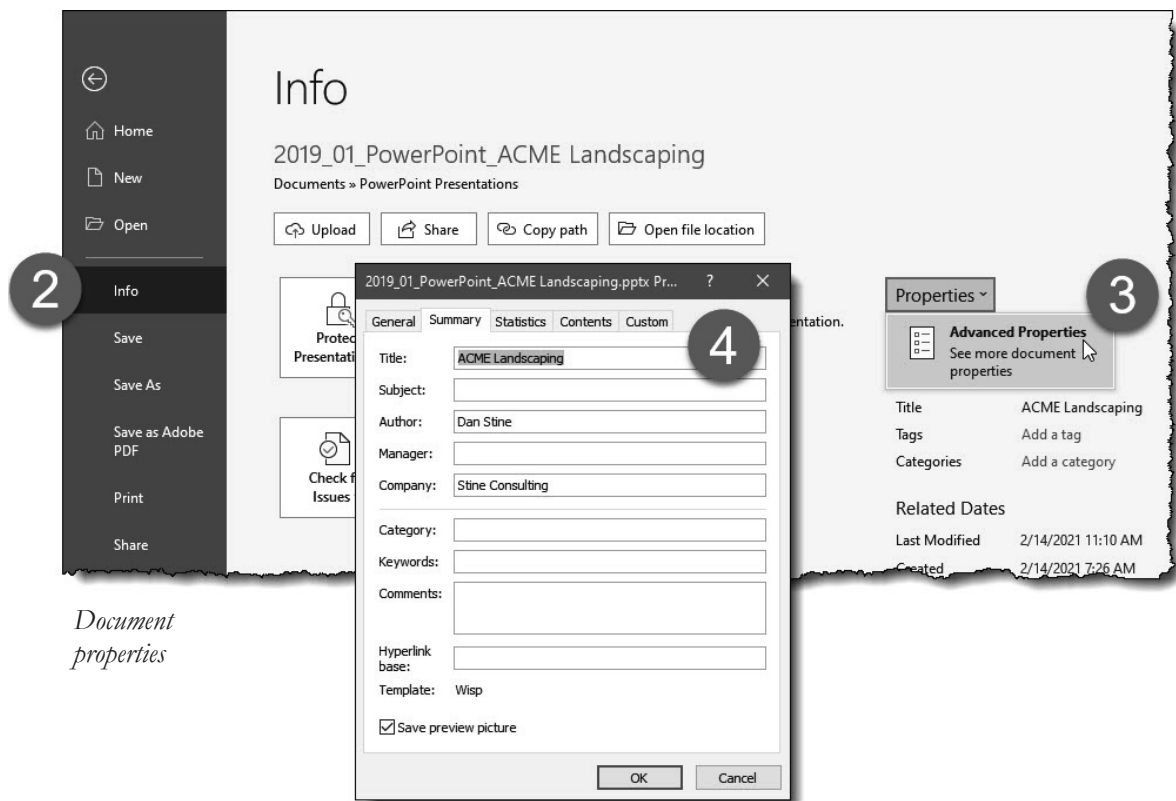 Info
2019_01_PowerPoint_ACME Landscaping
Documents » PowerPoint Presentations
Home
New
Open
Info
Save
Save As
Save as Adobe
PDF
Print
Share
Upload
Share
Copy path
Open file location
2
Protec
Presentati
Check f
Issues
entation.
2019_01_PowerPoint_ACME Landscaping.pptx Pr... ?
General Summary Statistics Contents Custom
4
Title: ACME Landscaping
Subject:
Author: Dan Stine
Manager:
Company: Stine Consulting
Category:
Keywords:
Comments:
Hyperlink
base:
Template: Wisp
Save preview picture
OK Cancel
Properties
3
Advanced Properties
See more document
properties
Title ACME Landscaping
Tags Add a tag
Categories Add a category
Related Dates
Last Modified 2/14/2021 11:10 AM
Created 2/14/2021 7:26 AM
Document
properties